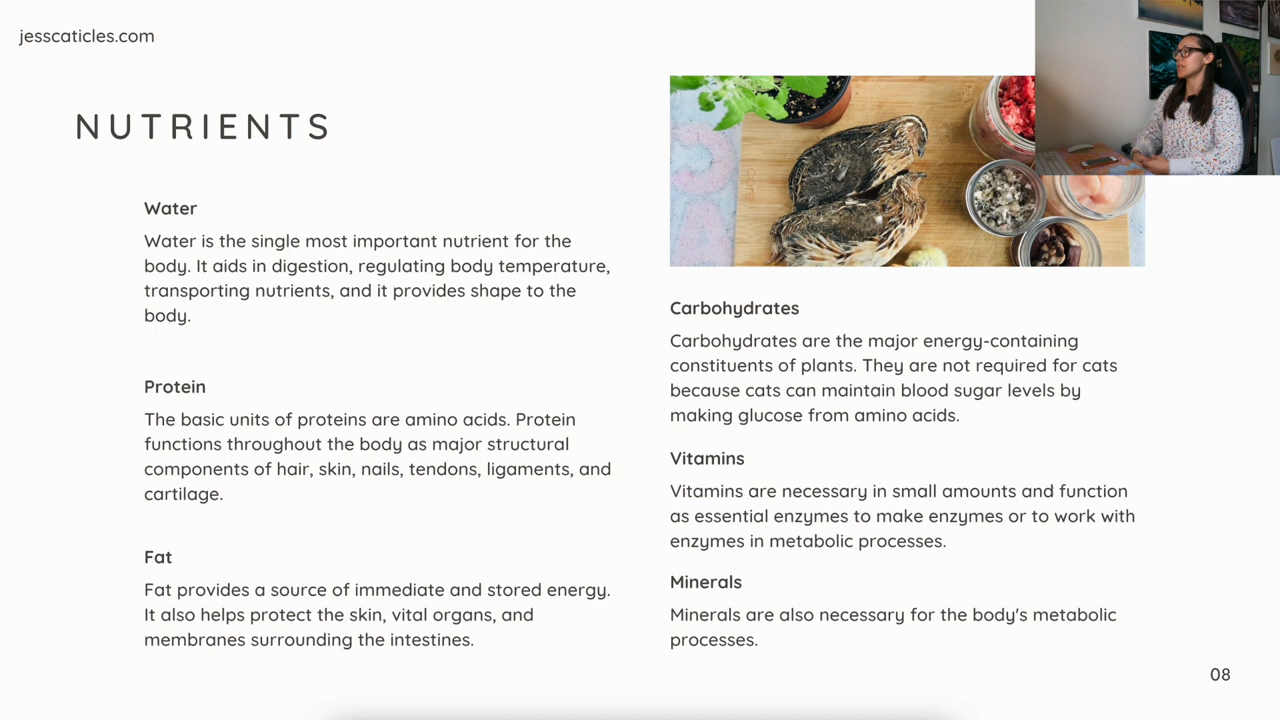 jesscaticles.com
NUTRIENTS
Water
Water is the single most important nutrient for the
body. It aids in digestion, regulating body temperature,
transporting nutrients, and it provides shape to the
body.
Protein
The basic units of proteins are amino acids. Protein
functions throughout the body as major structural
components of hair, skin, nails, tendons, ligaments, and
cartilage.
Fat
Fat provides a source of immediate and stored energy.
It also helps protect the skin, vital organs, and
membranes surrounding the intestines.
Carbohydrates
Carbohydrates are the major energy-containing
constituents of plants. They are not required for cats
because cats can maintain blood sugar levels by
making glucose from amino acids.
Vitamins
Vitamins are necessary in small amounts and function
as essential enzymes to make enzymes or to work with
enzymes in metabolic processes.
Minerals
Minerals are also necessary for the body's metabolic
processes.
08